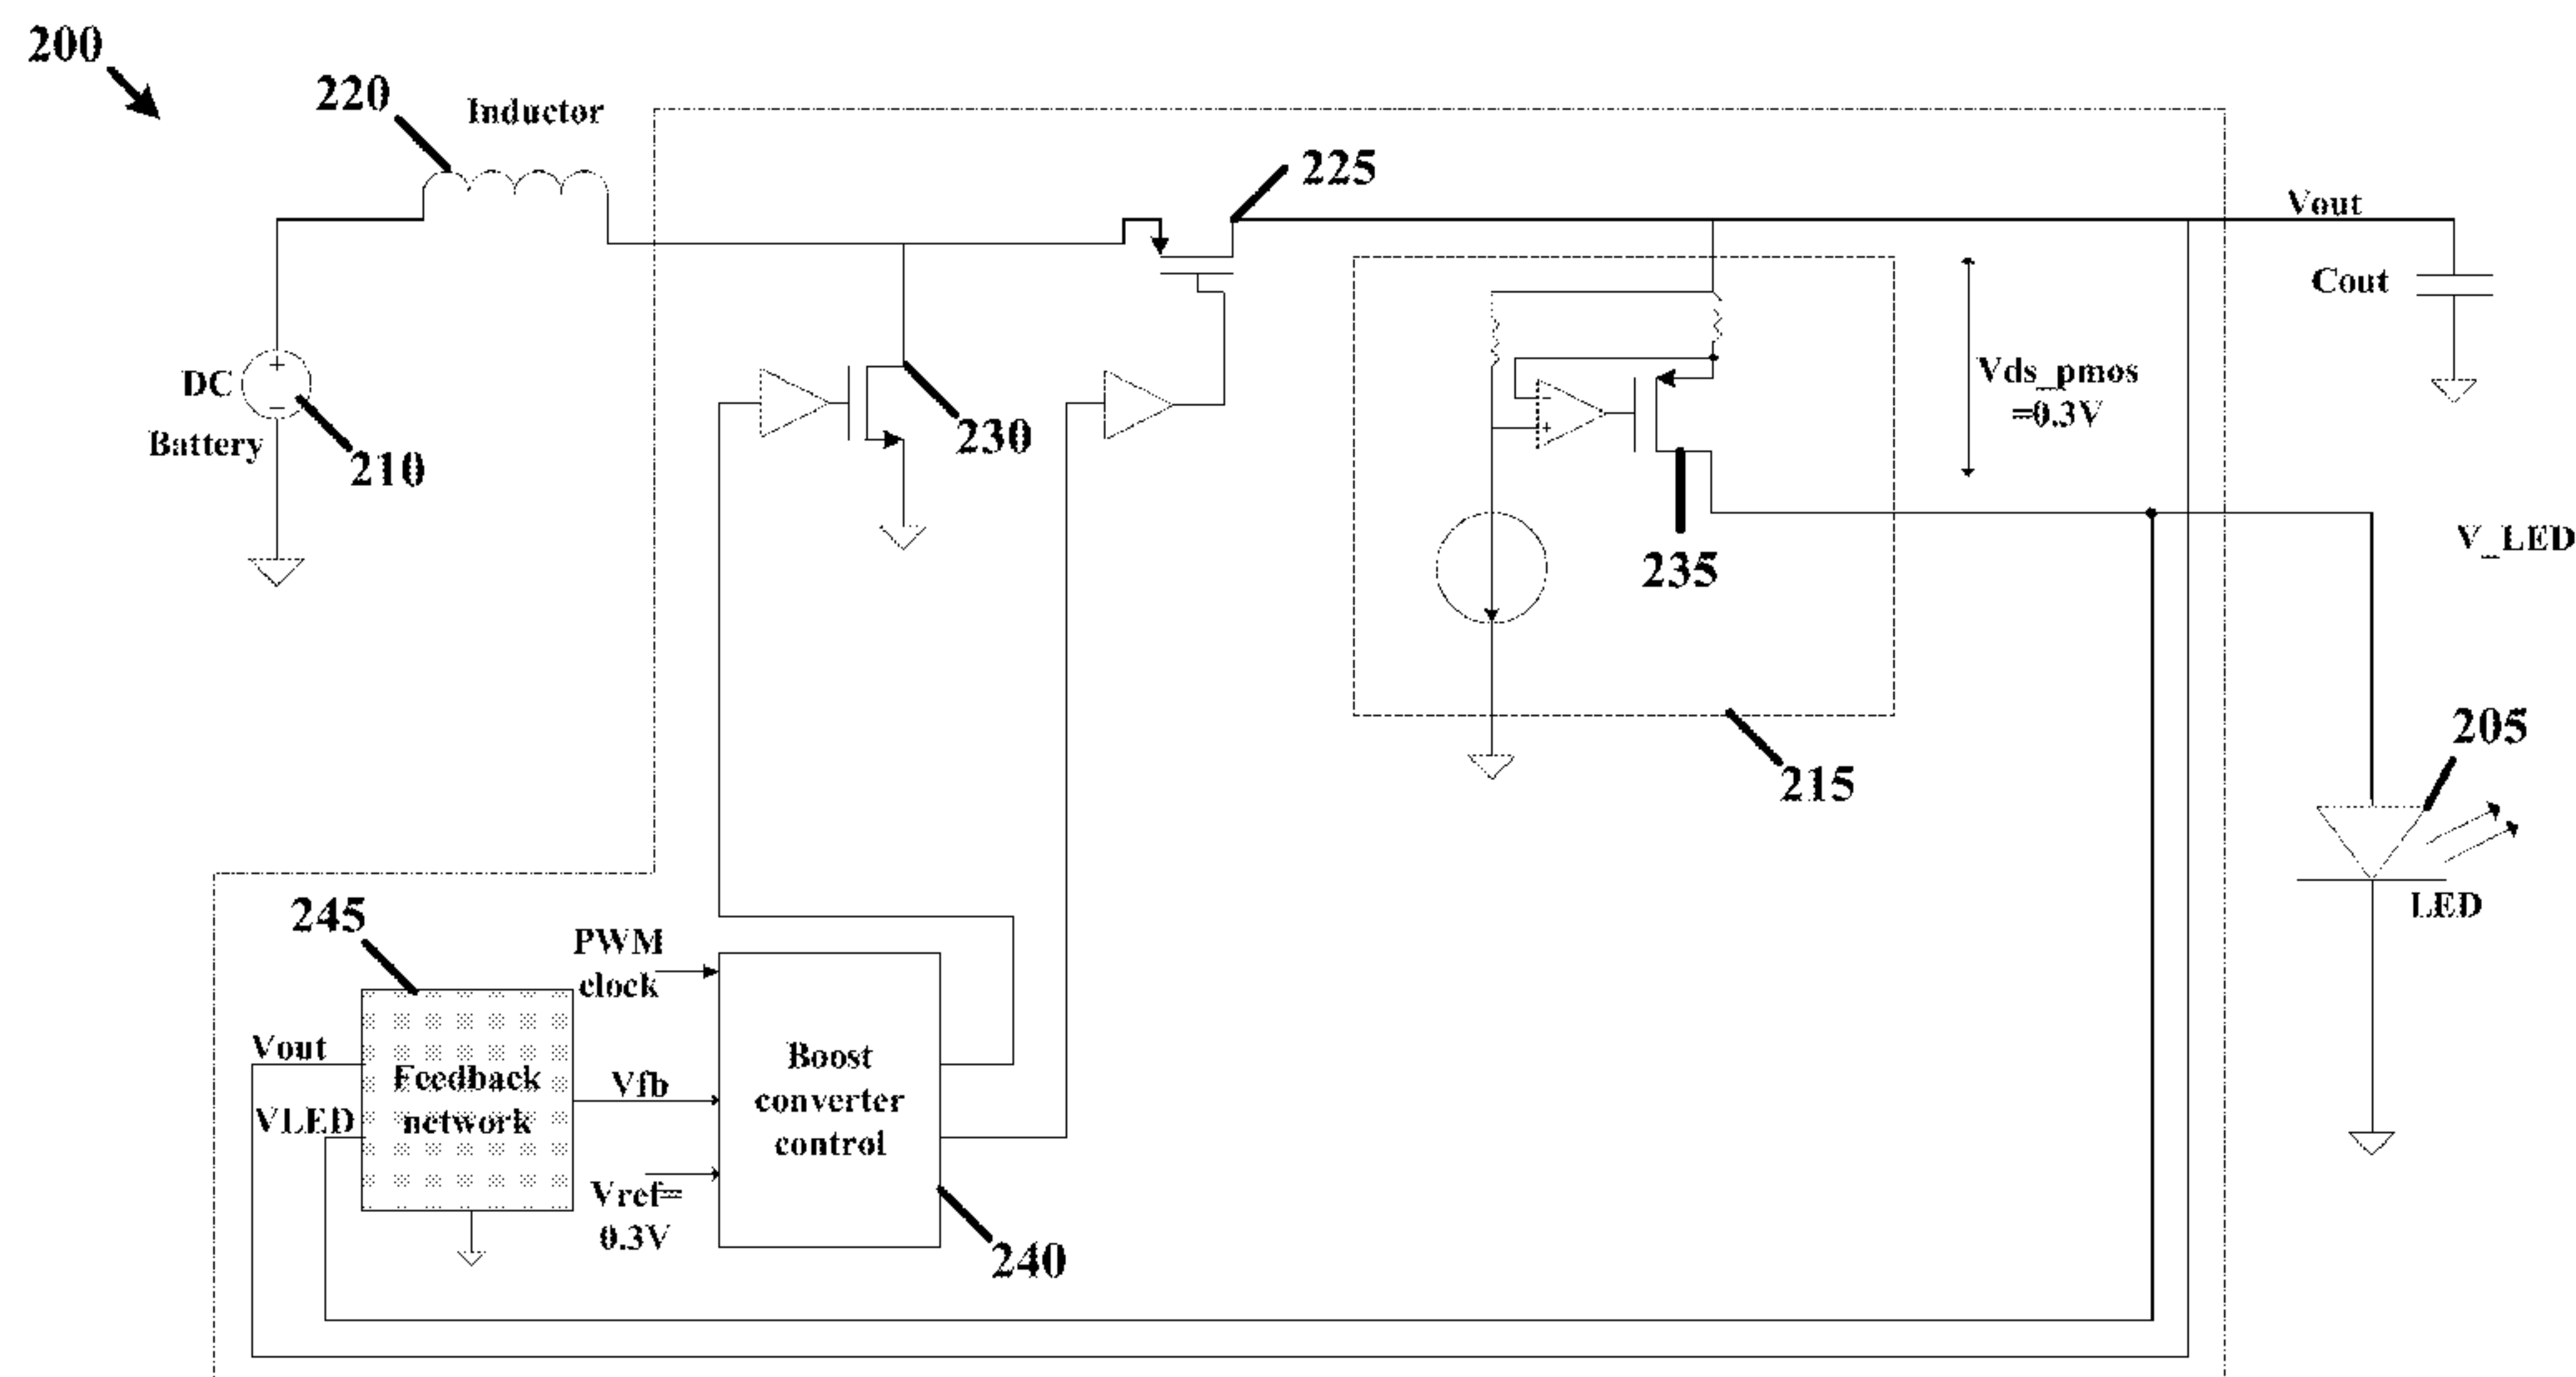 200
220
Inductor
225
Vout
Cout
DC
+
−
Battery
210
230
−
+
Vds_pmos
=0.3V
235
V_LED
215
205
LED
245
PWM
clock
Vout
VLED
Feedback
network
Vfb
Vref=
0.3V
Boost
converter
control
240